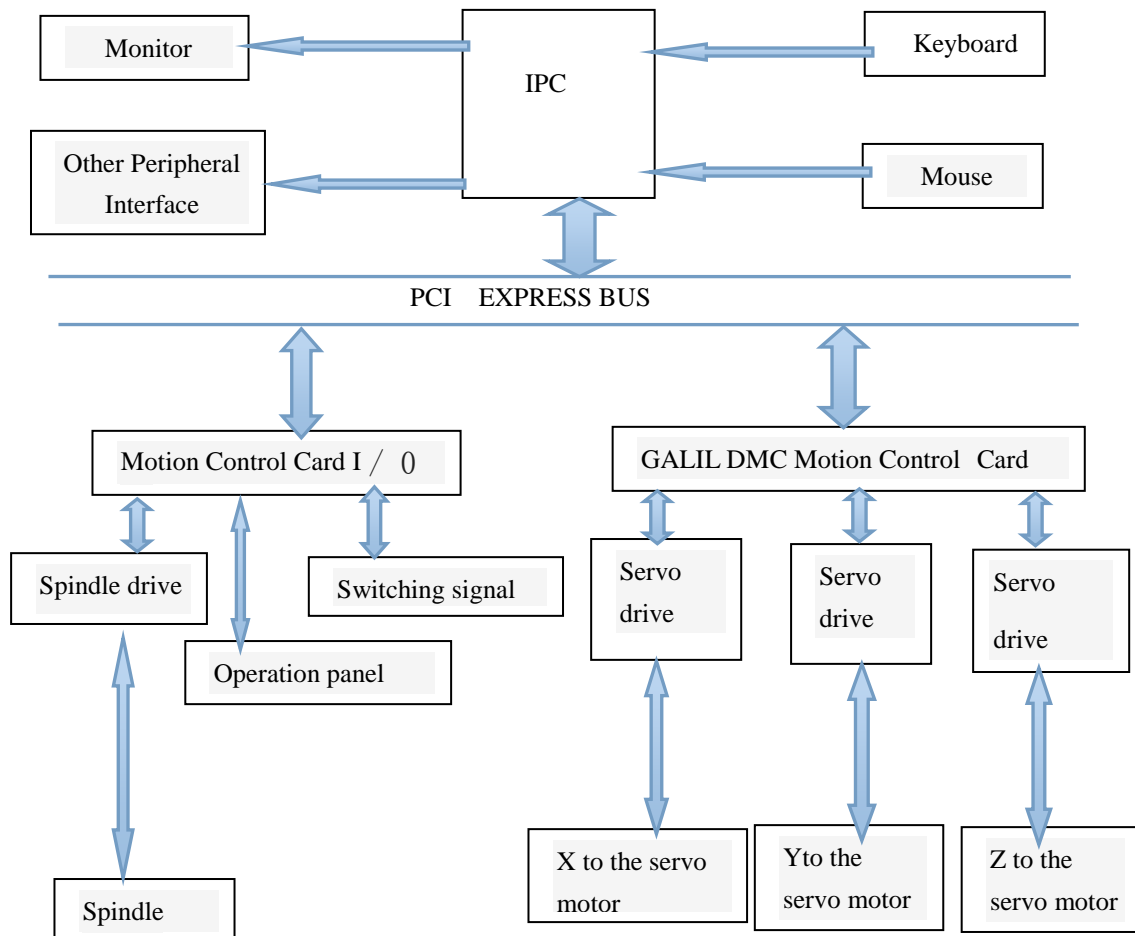 Monitor
IPC
Keyboard
Other Peripheral
Interface
Mouse
PCI EXPRESS BUS
Motion Control Card I / 0
GALIL DMC Motion Control Card
Spindle drive
Switching signal
Operation panel
Servo
drive
Servo
drive
Servo
drive
Spindle
X to the servo
motor
Yto the
servo motor
Z to the
servo motor